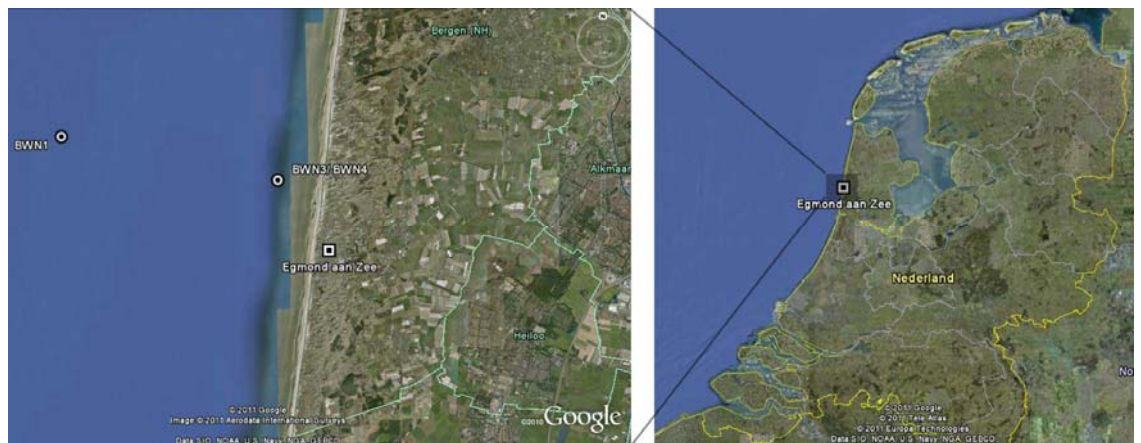 Bergen (NH)
BWN1
BWN3/ BWN4
Alkmaar
Egmond aan Zee
Heiloo
© 2011 Google
Image © 2011 Aerodata International Surveys
©2010 Google
Data SIO, NOAA, U.S. Navy, NGA, GEBCO
Egmond aan Zee
Nederland
No
© 2011 Google
© 2011 Tele Atlas
© 2011 Europa Technologies
Data SIO, NOAA, U.S. Navy, NGA, GEBCO